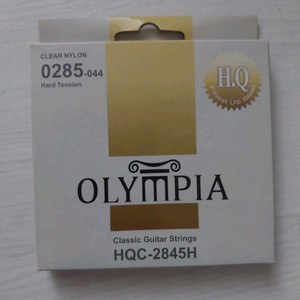 CLEAR NYLON
0285-044
Hard Tension
H.Q
OLYMPIA
Classic Guitar Strings
HQC-2845H